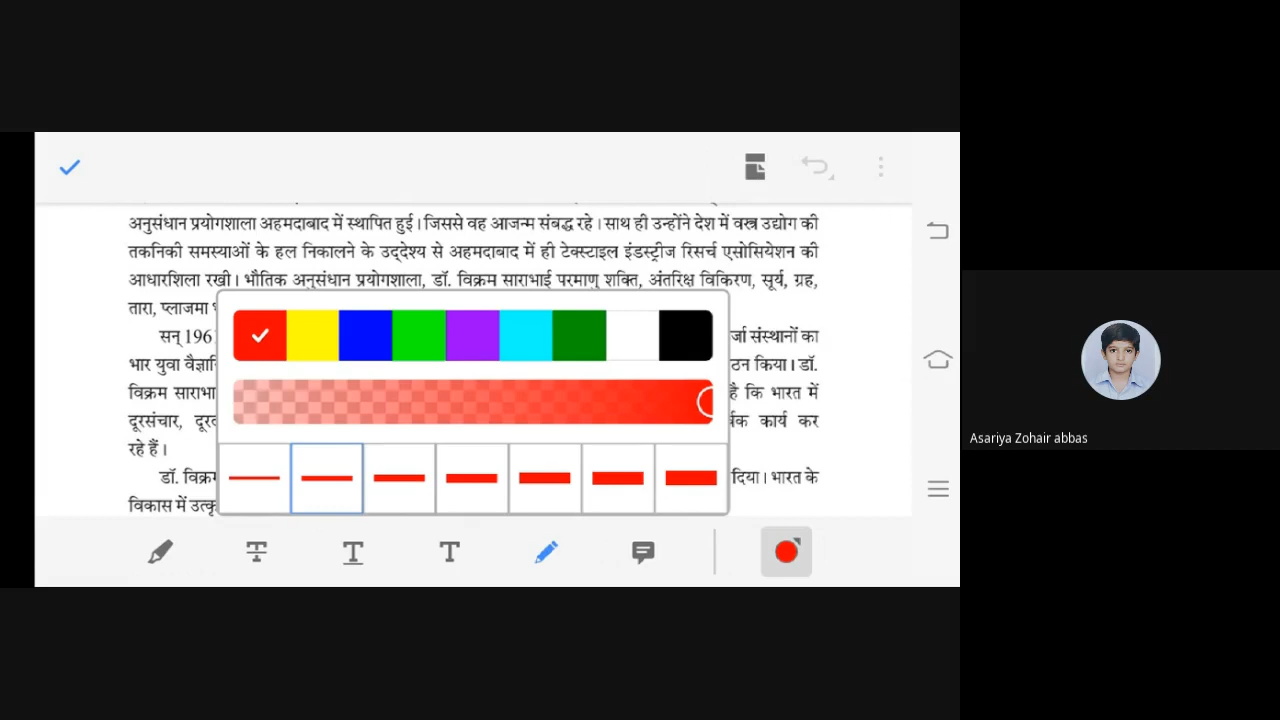 अनुसंधान प्रयोगशाला अहमदाबाद में स्थापित हुई। जिससे वह आजन्म संबद्ध रहे। साथ ही उन्होंने देश में वस्त्र उद्योग की
तकनिकी समस्याओं के हल निकालने के उद्देश्य से अहमदाबाद में ही टेक्स्टाइल इंडस्ट्रीज रिसर्च एसोसियेशन की
आधारशिला रखी। भौतिक अनुसंधान प्रयोगशाला, डॉ. विक्रम साराभाई परमाणु शक्ति, अंतरिक्ष विकिरण, सूर्य, ग्रह,
तारा, प्लाजमा
सन् 196 संस्थानों का
भार युवा ठन किया। डॉ.
विक्रम है कि भारत में
दूरसंचार, कार्य कर
रहे हैं।
डॉ. विक्रम दिया। भारत के
विकास में
Asariya Zohair abbas